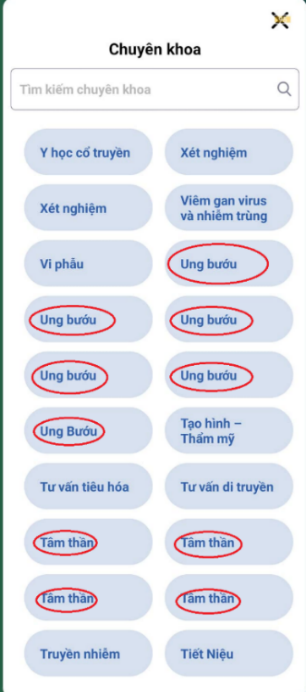 Chuyên khoa
Tìm kiếm chuyên khoa
Y học cổ truyền
Xét nghiệm
Xét nghiệm
Viêm gan virus
và nhiễm trùng
Vi phẫu
Ung bướu
Ung bướu
Ung bướu
Ung bướu
Ung bướu
Ung Bướu
Tạo hình –
Thẩm mỹ
Tư vấn tiêu hóa
Tư vấn di truyền
Tâm thần
Tâm thần
Tâm thần
Tâm thần
Truyền nhiễm
Tiết Niệu